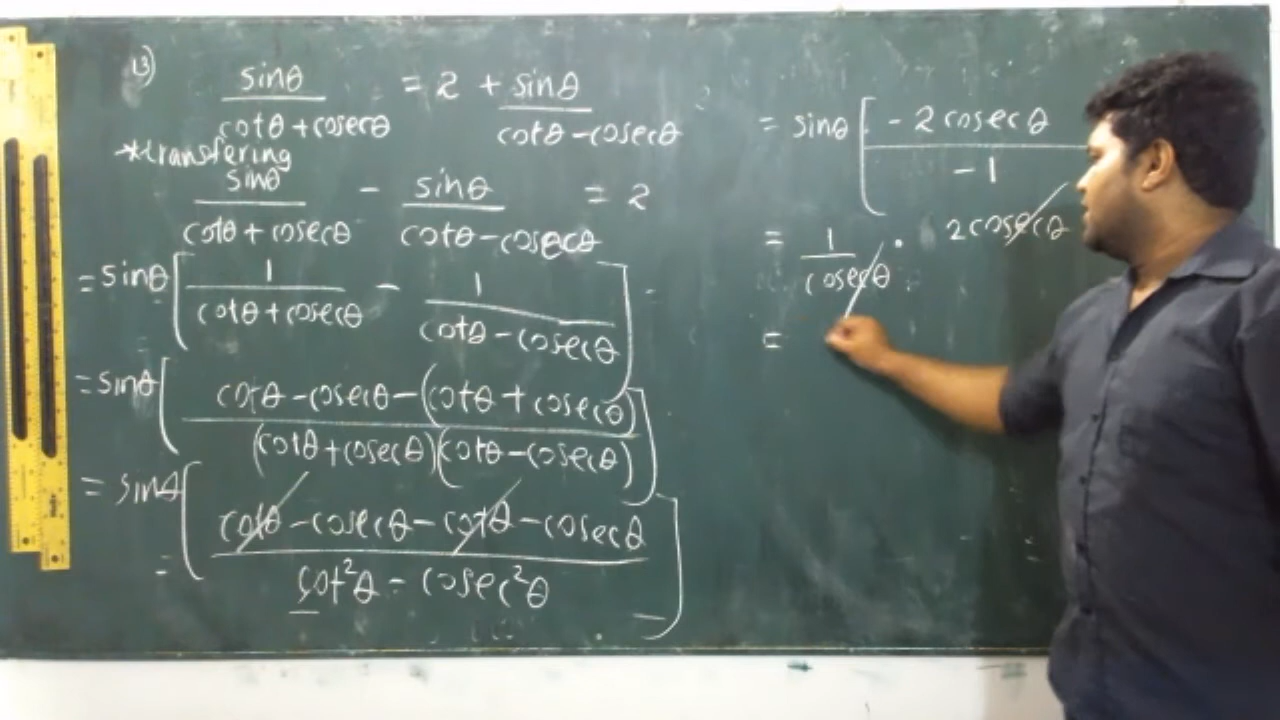 13) sinθ / cotθ + cosecθ = 2 + sinθ / cotθ - cosecθ
*transfering
sinθ / cotθ + cosecθ - sinθ / cotθ - cosecθ = 2
= sinθ [ 1 / cotθ + cosecθ - 1 / cotθ - cosecθ ]
= sinθ [ cotθ - cosecθ - (cotθ + cosecθ) / (cotθ + cosecθ)(cotθ - cosecθ) ]
= sinθ [ cotθ - cosecθ - cotθ - cosecθ / cot²θ - cosec²θ ]
= sinθ [ - 2 cosecθ / - 1
= 1 / cosecθ . 2 cosecθ
=